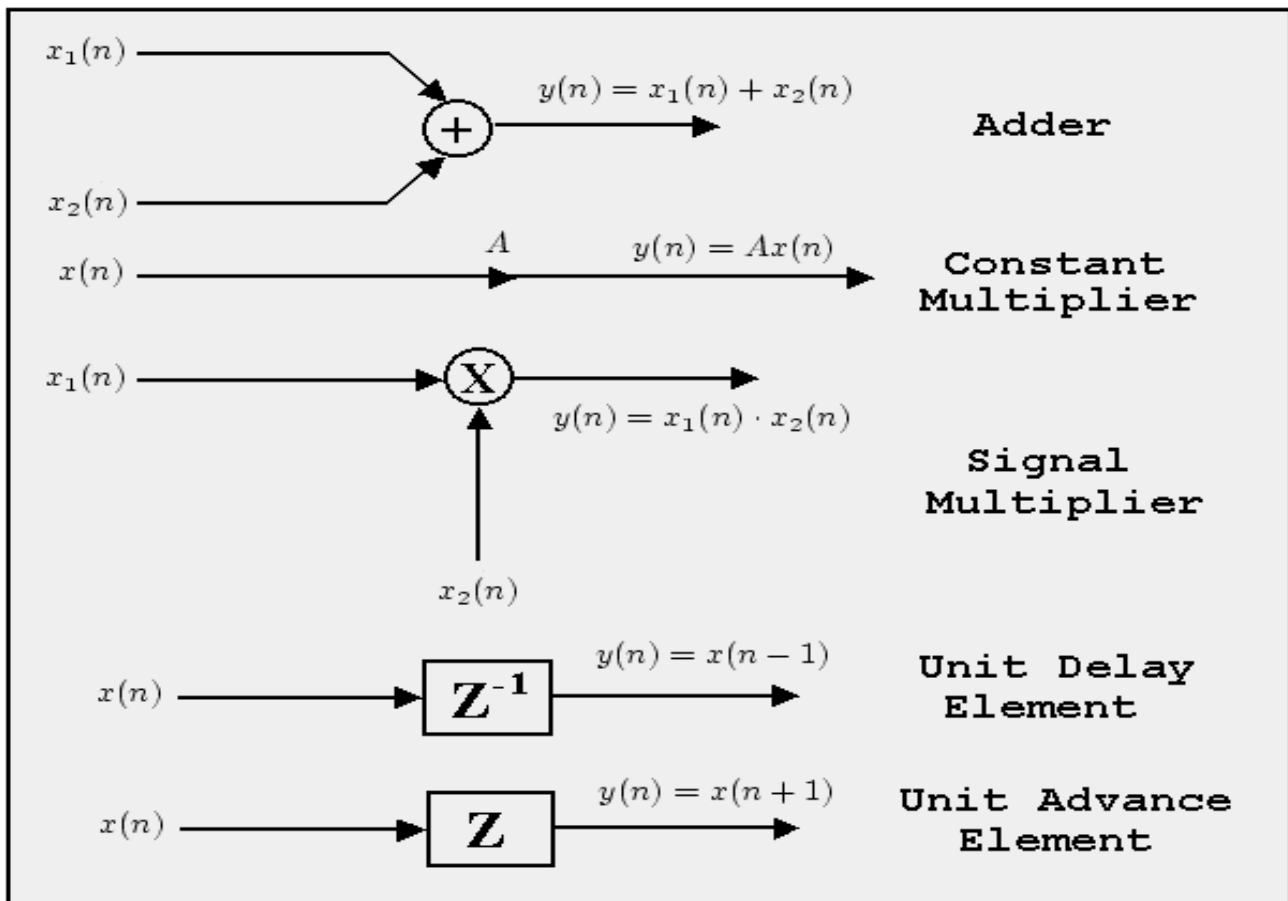 x₁(n)
y(n) = x₁(n) + x₂(n)
+
Adder
x₂(n)
A
y(n) = Ax(n)
x(n)
Constant
Multiplier
x₁(n)
X
y(n) = x₁(n) · x₂(n)
Signal
Multiplier
x₂(n)
y(n) = x(n − 1)
x(n)
Z⁻¹
Unit Delay
Element
y(n) = x(n + 1)
x(n)
Z
Unit Advance
Element